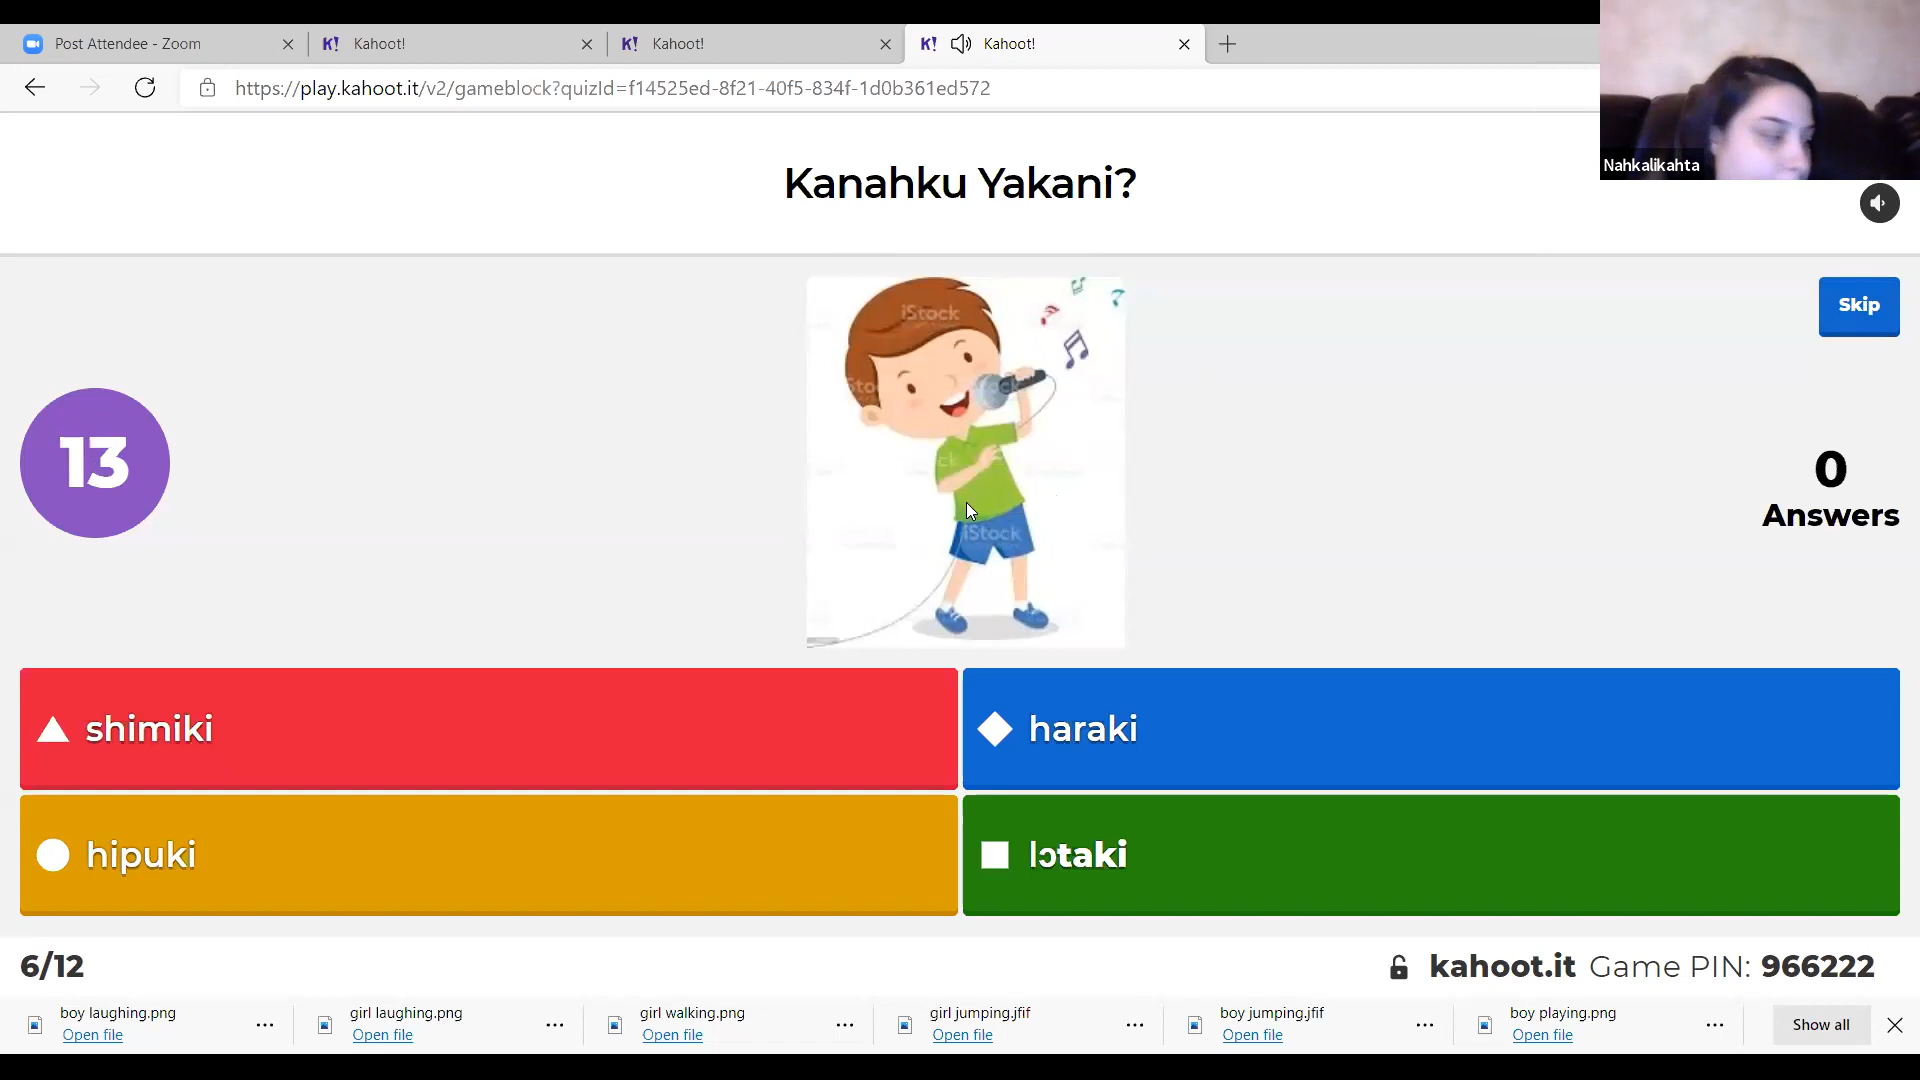 Post Attendee - Zoom
Kahoot!
Kahoot!
Kahoot!
https://play.kahoot.it/v2/gameblock?quizId=f14525ed-8f21-40f5-834f-1d0b361ed572
Nahkalikahta
Kanahku Yakani?
Skip
iStock
iStock
13
0
Answers
shimiki
haraki
hipuki
lɔtaki
6/12
kahoot.it Game PIN: 966222
boy laughing.png
Open file
girl laughing.png
Open file
girl walking.png
Open file
girl jumping.jfif
Open file
boy jumping.jfif
Open file
boy playing.png
Open file
Show all